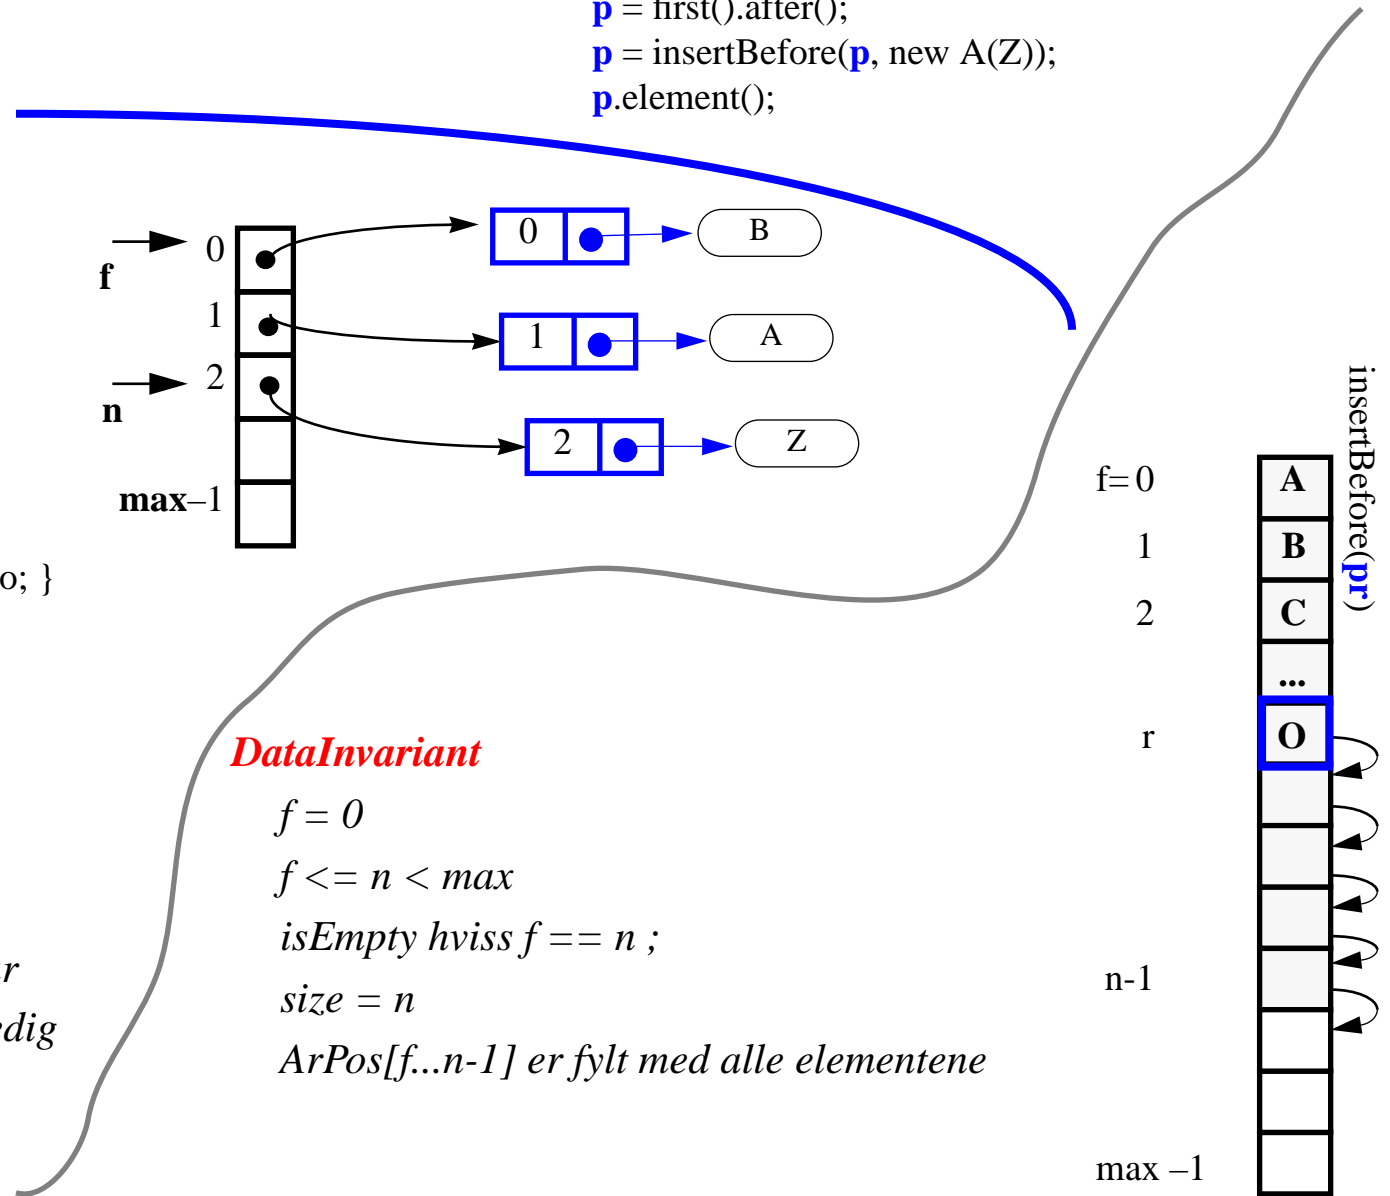 p = first().after();
p = insertBefore(p, new A(Z));
p.element();
f
0
B
1
A
n
2
Z
max–1
o; }
DataInvariant
f = 0
f <= n < max
isEmpty hviss f == n ;
size = n
ArPos[f...n-1] er fylt med alle elementene
insertBefore(pr)
f= 0
A
1
B
2
C
...
r
O
n-1
max –1
0
1
2